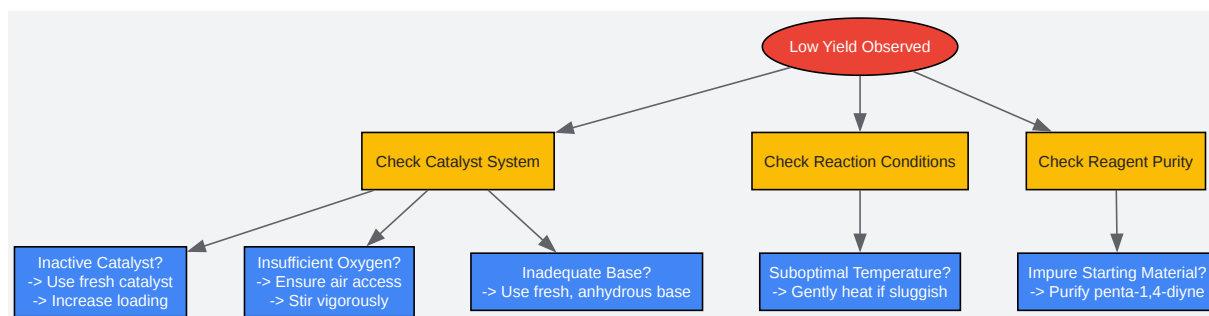 Low Yield Observed
Check Catalyst System
Check Reaction Conditions
Check Reagent Purity
Inactive Catalyst?
-> Use fresh catalyst
-> Increase loading
Insufficient Oxygen?
-> Ensure air access
-> Stir vigorously
Inadequate Base?
-> Use fresh, anhydrous base
Suboptimal Temperature?
-> Gently heat if sluggish
Impure Starting Material?
-> Purify penta-1,4-diyne